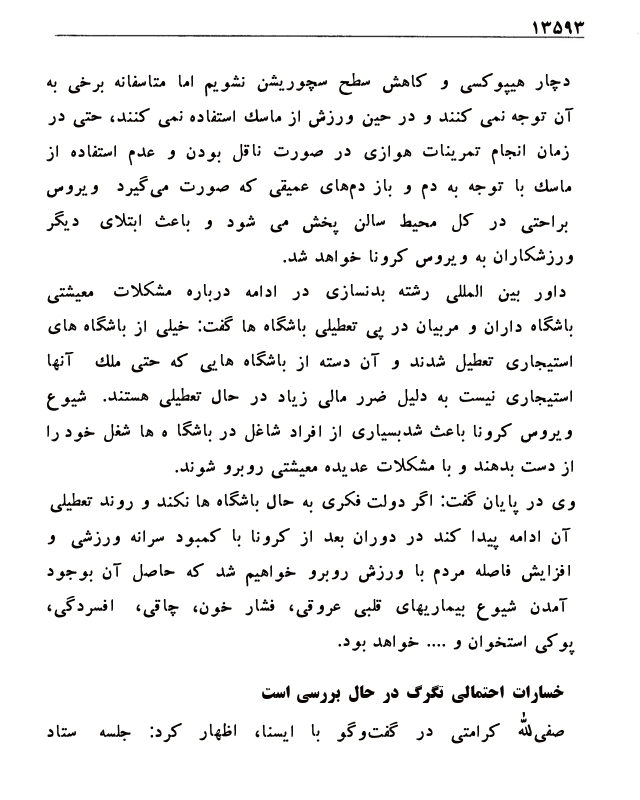 ۱۳۵۹۳
دچار هیپوکسی و کاهش سطح سچوریشن نشویم اما متاسفانه برخی به
آن توجه نمی کنند و در حین ورزش از ماسك استفاده نمی کنند، حتی در
زمان انجام تمرینات هوازی در صورت ناقل بودن و عدم استفاده از
ماسك با توجه به دم و باز دم‌های عمیقی که صورت می‌گیرد ویروس
براحتی در کل محیط سالن پخش می شود و باعث ابتلای دیگر
ورزشکاران به ویروس کرونا خواهد شد.
داور بین المللی رشته بدنسازی در ادامه درباره مشکلات معیشتی
باشگاه داران و مربیان در پی تعطیلی باشگاه ها گفت: خیلی از باشگاه های
استیجاری تعطیل شدند و آن دسته از باشگاه هایی که حتی ملك آنها
استیجاری نیست به دلیل ضرر مالی زیاد در حال تعطیلی هستند. شیوع
ویروس کرونا باعث شدبسیاری از افراد شاغل در باشگا ه ها شغل خود را
از دست بدهند و با مشکلات عدیده معیشتی روبرو شوند.
وی در پایان گفت: اگر دولت فکری به حال باشگاه ها نکند و روند تعطیلی
آن ادامه پیدا کند در دوران بعد از کرونا با کمبود سرانه ورزشی و
افزایش فاصله مردم با ورزش روبرو خواهیم شد که حاصل آن بوجود
آمدن شیوع بیماریهای قلبی عروقی، فشار خون، چاقی، افسردگی،
پوکی استخوان و .... خواهد بود.
خسارات احتمالی تگرگ در حال بررسی است
صفی‌الله کرامتی در گفت‌وگو با ایسنا، اظهار کرد: جلسه ستاد